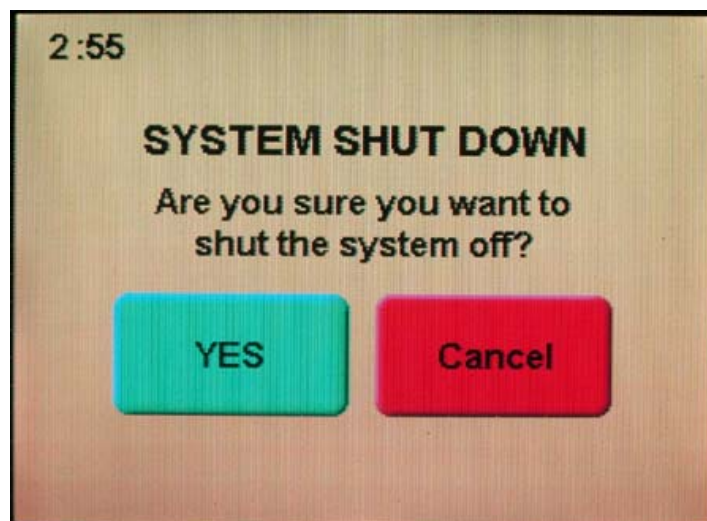 2:55
SYSTEM SHUT DOWN
Are you sure you want to
shut the system off?
YES
Cancel